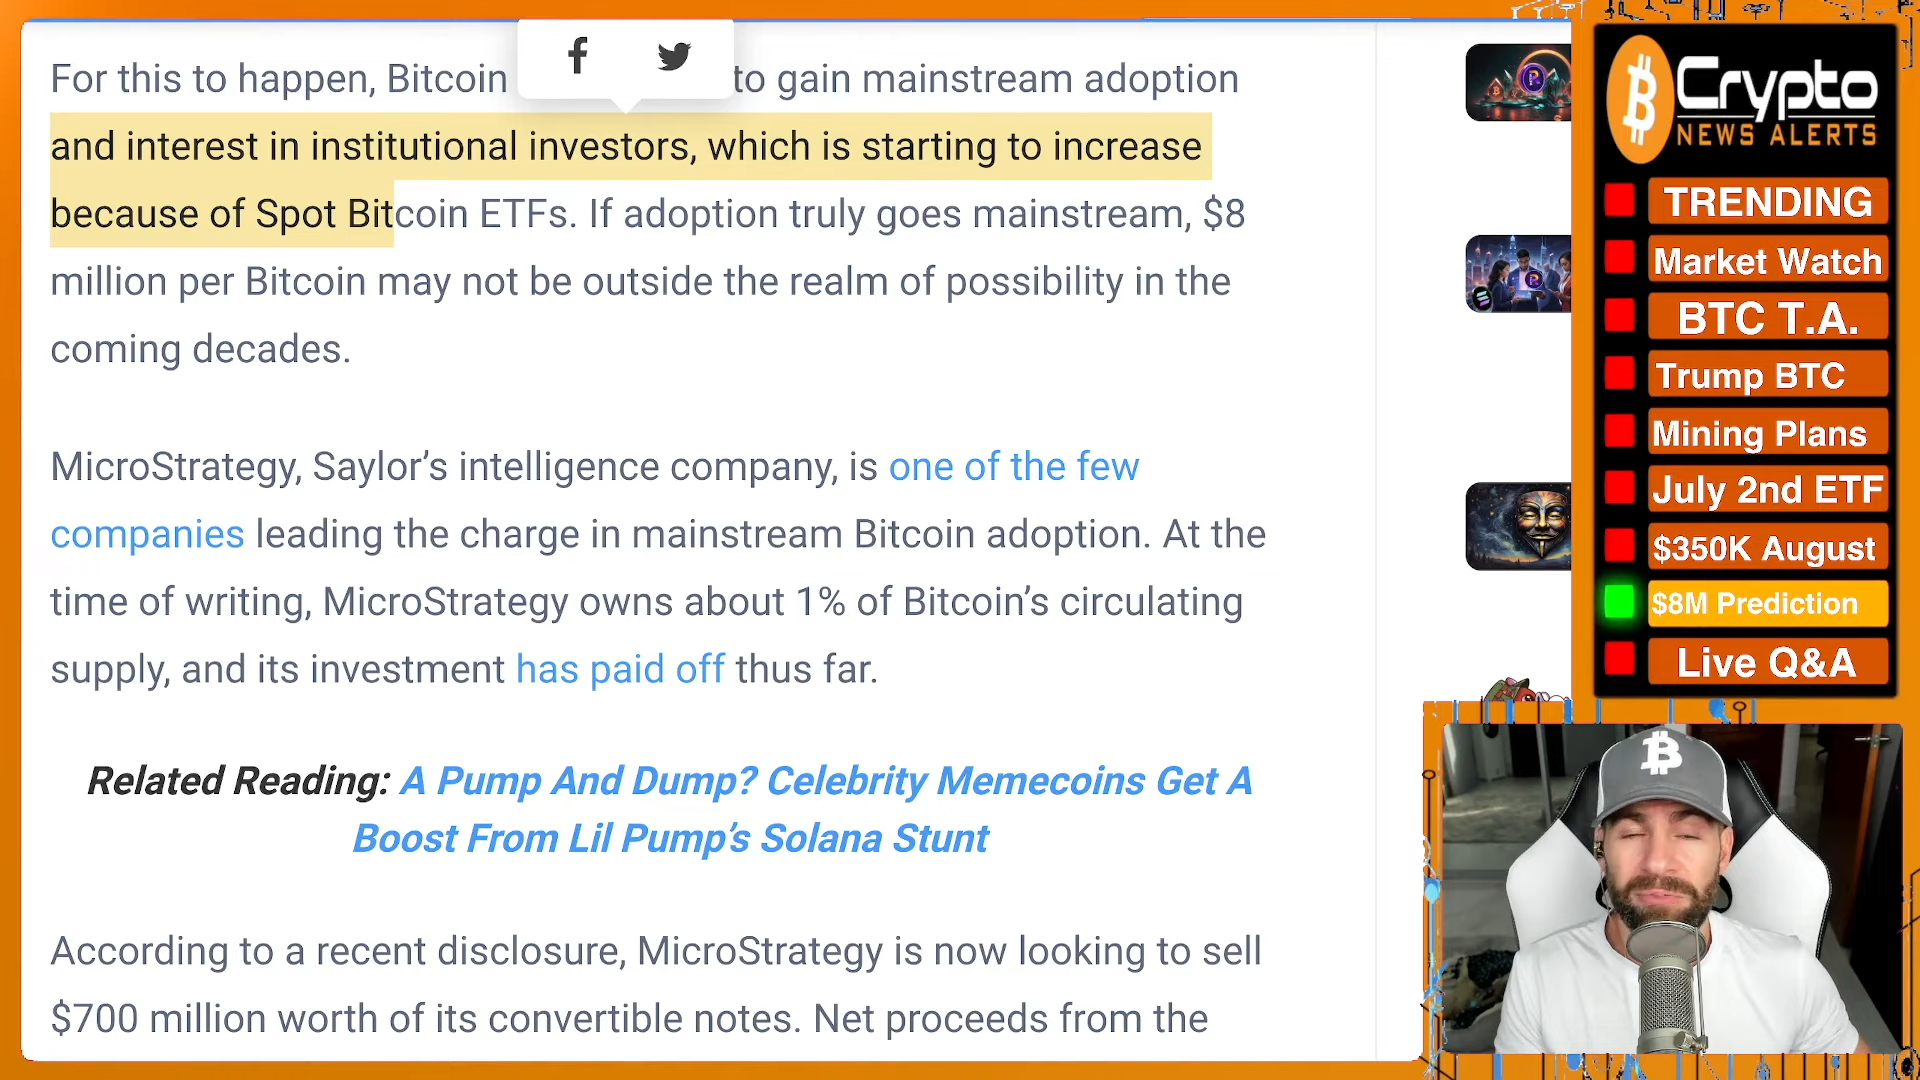 For this to happen, Bitcoin to gain mainstream adoption
and interest in institutional investors, which is starting to increase
because of Spot Bitcoin ETFs. If adoption truly goes mainstream, $8
million per Bitcoin may not be outside the realm of possibility in the
coming decades.
MicroStrategy, Saylor’s intelligence company, is one of the few
companies leading the charge in mainstream Bitcoin adoption. At the
time of writing, MicroStrategy owns about 1% of Bitcoin’s circulating
supply, and its investment has paid off thus far.
Related Reading: A Pump And Dump? Celebrity Memecoins Get A
Boost From Lil Pump’s Solana Stunt
According to a recent disclosure, MicroStrategy is now looking to sell
$700 million worth of its convertible notes. Net proceeds from the
Crypto
NEWS ALERTS
TRENDING
Market Watch
BTC T.A.
Trump BTC
Mining Plans
July 2nd ETF
$350K August
$8M Prediction
Live Q&A